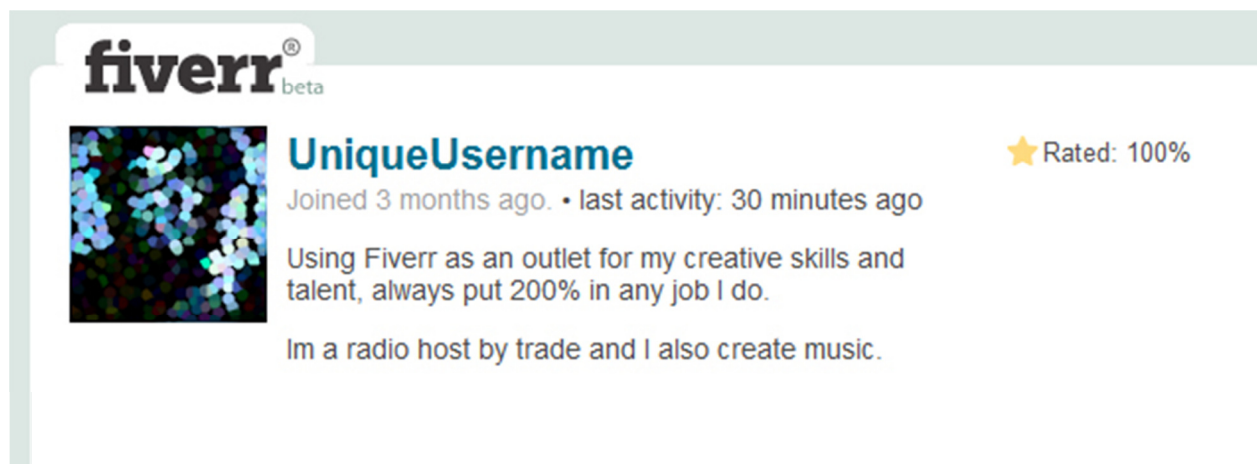 fiverr®
beta
UniqueUsername
Rated: 100%
Joined 3 months ago. • last activity: 30 minutes ago
Using Fiverr as an outlet for my creative skills and
talent, always put 200% in any job I do.
Im a radio host by trade and I also create music.